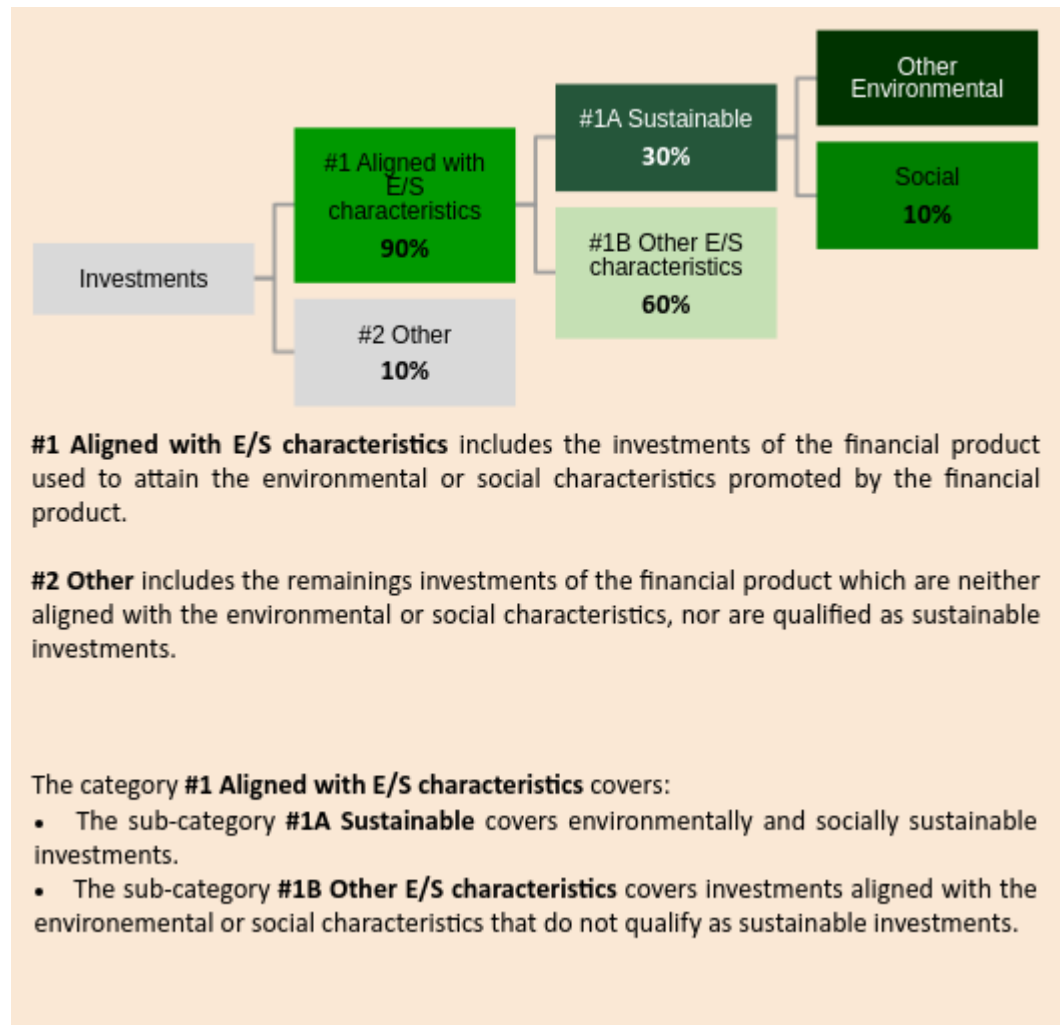 Other
Environmental
#1A Sustainable
30%
#1 Aligned with
E/S
characteristics
90%
Social
10%
#1B Other E/S
characteristics
60%
Investments
#2 Other
10%
#1 Aligned with E/S characteristics includes the investments of the financial product
used to attain the environmental or social characteristics promoted by the financial
product.
#2 Other includes the remainings investments of the financial product which are neither
aligned with the environmental or social characteristics, nor are qualified as sustainable
investments.
The category #1 Aligned with E/S characteristics covers:
• The sub-category #1A Sustainable covers environmentally and socially sustainable
investments.
• The sub-category #1B Other E/S characteristics covers investments aligned with the
environemental or social characteristics that do not qualify as sustainable investments.